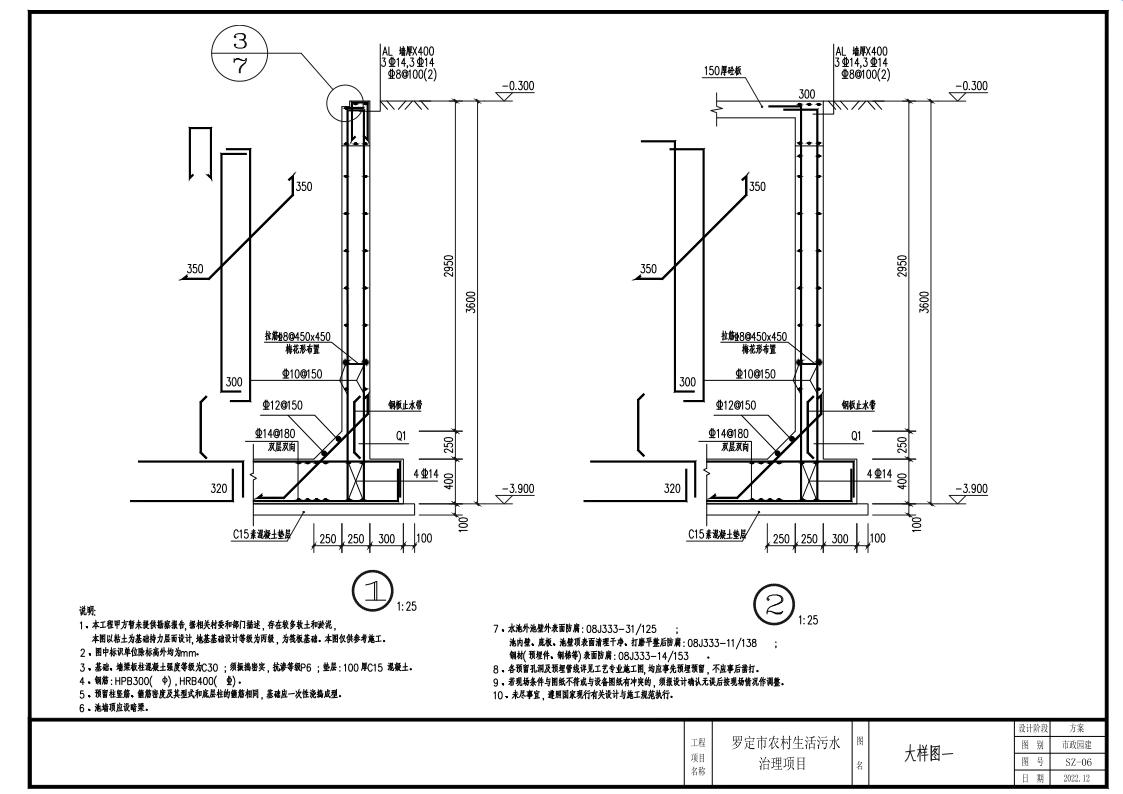 3
7
AL 墙厚X400
3Φ14,3Φ14
Φ8@100(2)
-0.300
350
350
2950
3600
拉筋Φ8@450x450
梅花形布置
300
Φ10@150
Φ12@150
钢板止水带
Φ14@180
双层双向
Q1
250
320
4Φ14
400
-3.900
100
C15素混凝土垫层
250
250
300
100
1
1:25
150厚砼板
AL 墙厚X400
3Φ14,3Φ14
Φ8@100(2)
300
-0.300
350
350
2950
3600
拉筋Φ8@450x450
梅花形布置
300
Φ10@150
Φ12@150
钢板止水带
Φ14@180
双层双向
Q1
250
320
4Φ14
400
-3.900
100
C15素混凝土垫层
250
250
300
100
2
1:25
说明:
1、本工程甲方暂未提供勘察报告,据相关村委和部门描述,存在较多软土和淤泥,
本图以粘土为基础持力层而设计,地基基础设计等级为丙级,为筏板基础。本图仅供参考施工。
2、图中标识单位除标高外均为mm。
3、基础、墙梁板柱混凝土强度等级为C30 ;须振捣密实,抗渗等级P6 ;垫层:100厚C15 混凝土。
4、钢筋:HPB300( Φ),HRB400( Φ)。
5、预留柱竖筋、箍筋密度及其型式和底层柱的箍筋相同,基础应一次性浇捣成型。
6、池墙顶应设暗梁。
7、水池外池壁外表面防腐:08J333-31/125 ;
池内壁、底板、池壁顶表面清理干净、打磨平整后防腐:08J333-11/138 ;
钢材(预埋件、钢梯等)表面防腐:08J333-14/153 。
8、各预留孔洞及预埋管线详见工艺专业施工图,均应事先预埋预留,不应事后凿打。
9、若现场条件与图纸不符或与设备图纸有冲突的,须报设计确认无误后按现场情况作调整。
10、未尽事宜,遵照国家现行有关设计与施工规范执行。
工程
项目
名称
罗定市农村生活污水
治理项目
图
名
大样图一
设计阶段 方案
图 别 市政园建
图 号 SZ-06
日 期 2022.12